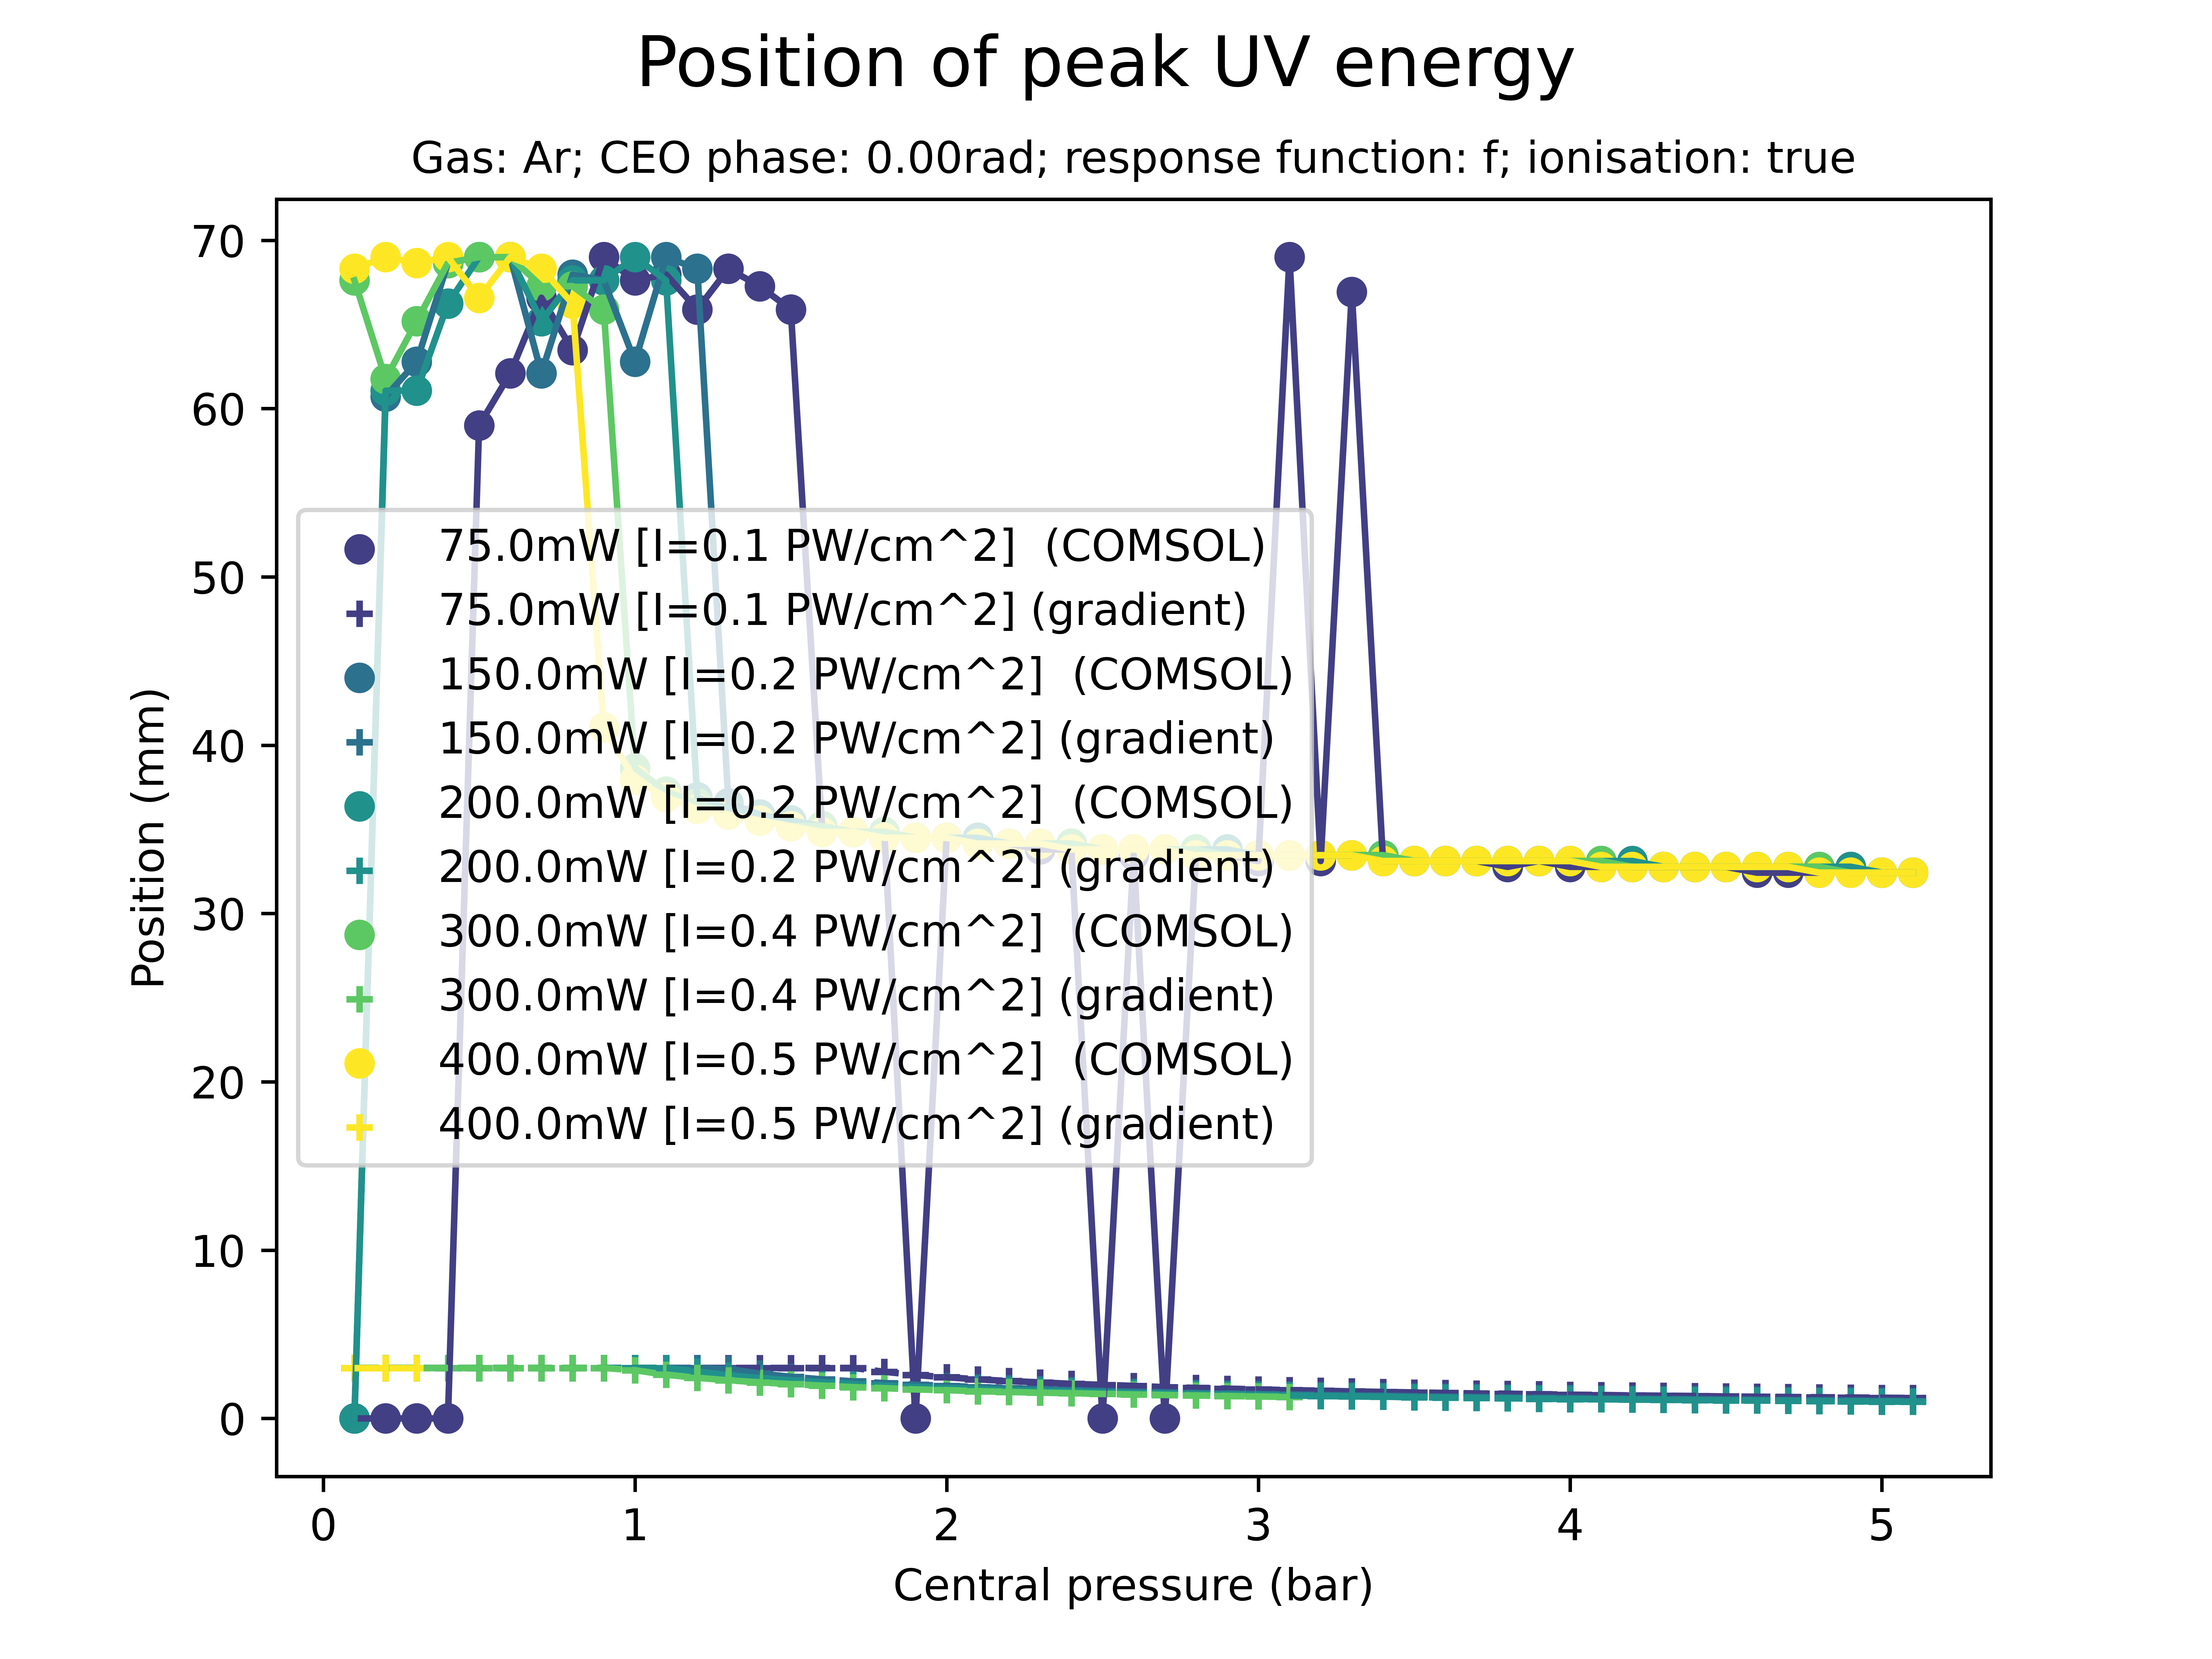 Position of peak UV energy
Gas: Ar; CEO phase: 0.00rad; response function: f; ionisation: true
70
60
50
40
30
20
10
0
Position (mm)
75.0mW [I=0.1 PW/cm^2]  (COMSOL)
75.0mW [I=0.1 PW/cm^2] (gradient)
150.0mW [I=0.2 PW/cm^2]  (COMSOL)
150.0mW [I=0.2 PW/cm^2] (gradient)
200.0mW [I=0.2 PW/cm^2]  (COMSOL)
200.0mW [I=0.2 PW/cm^2] (gradient)
300.0mW [I=0.4 PW/cm^2]  (COMSOL)
300.0mW [I=0.4 PW/cm^2] (gradient)
400.0mW [I=0.5 PW/cm^2]  (COMSOL)
400.0mW [I=0.5 PW/cm^2] (gradient)
0 1 2 3 4 5
Central pressure (bar)